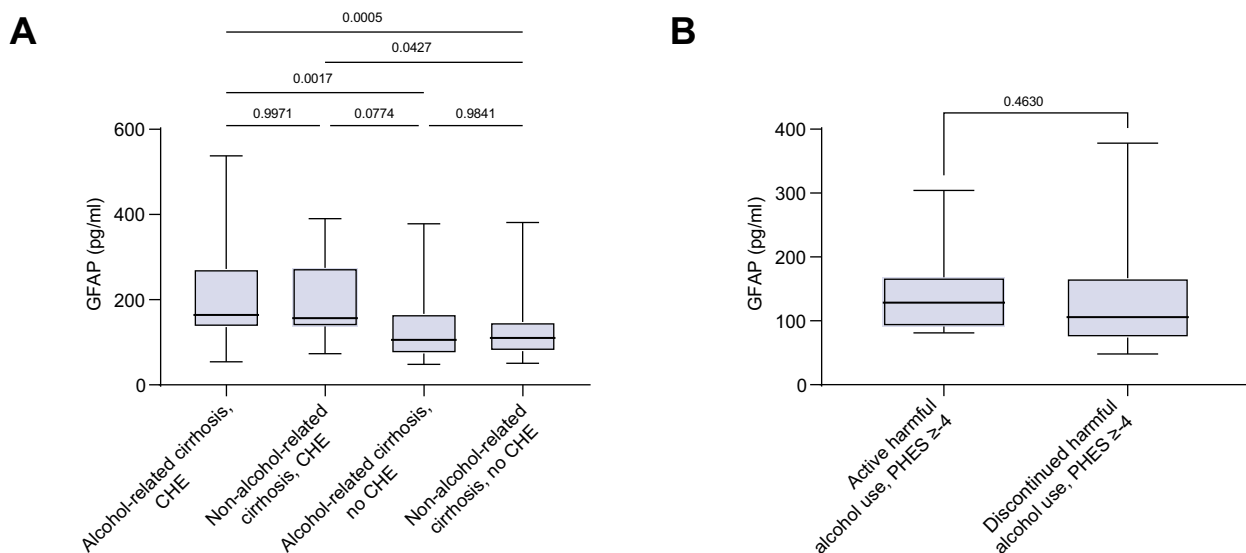 A
0.0005
0.0427
0.0017
0.9971
0.0774
0.9841
600
400
200
0
GFAP (pg/ml)
Alcohol-related cirrhosis,
CHE
Non-alcohol-related
cirrhosis, CHE
Alcohol-related cirrhosis,
no CHE
Non-alcohol-related
cirrhosis, no CHE
B
0.4630
400
300
200
100
0
GFAP (pg/ml)
Active harmful
alcohol use, PHES ≥-4
Discontinued harmful
alcohol use, PHES ≥-4